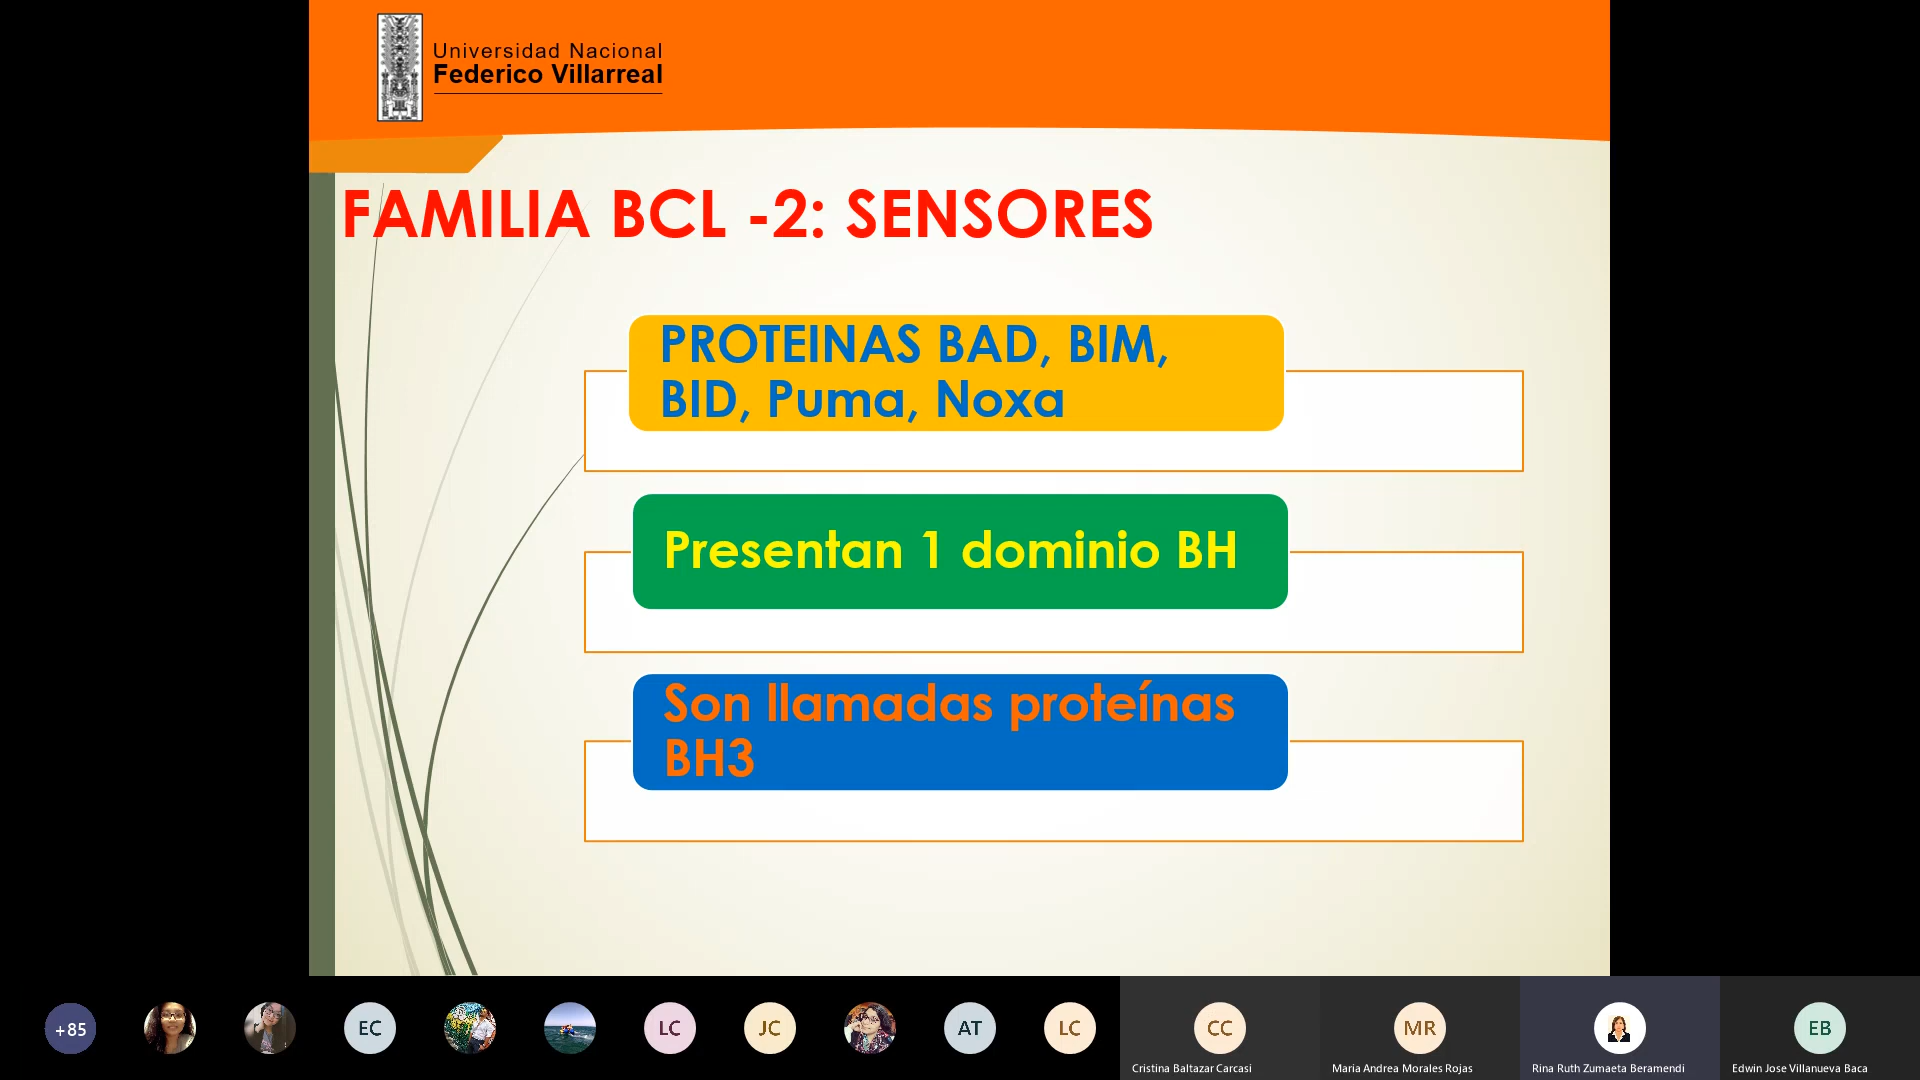 Universidad Nacional
Federico Villarreal
FAMILIA BCL -2: SENSORES
PROTEINAS BAD, BIM,
BID, Puma, Noxa
Presentan 1 dominio BH
Son llamadas proteínas
BH3
+85
EC
LC
JC
AT
LC
CC
MR
EB
Cristina Baltazar Carcasi
Maria Andrea Morales Rojas
Rina Ruth Zumaeta Beramendi
Edwin Jose Villanueva Baca